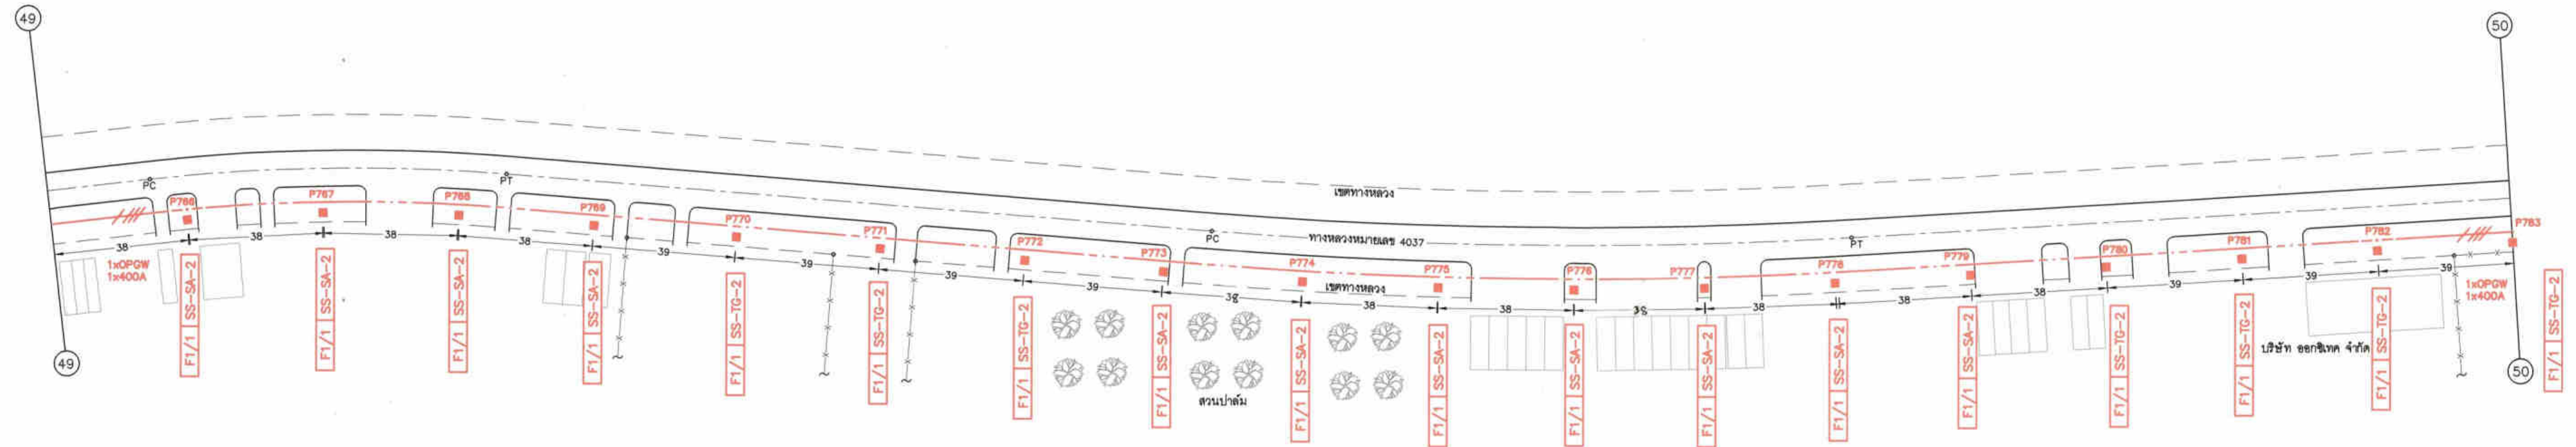 49
50
PC
PT
P766
P767
P768
P769
P770
P771
P772
P773
P774
P775
P776
P777
P778
P779
P780
P781
P782
P783
เขตทางหลวง
PC
ทางหลวงหมายเลข 4037
PT
เขตทางหลวง
38
38
38
38
39
39
39
39
39
38
38
38
38
38
39
39
39
1xOPGW
1x400A
1xOPGW
1x400A
F1/1 SS-SA-2
F1/1 SS-SA-2
F1/1 SS-SA-2
F1/1 SS-SA-2
F1/1 SS-TG-2
F1/1 SS-TG-2
F1/1 SS-TG-2
F1/1 SS-SA-2
F1/1 SS-SA-2
F1/1 SS-SA-2
F1/1 SS-SA-2
F1/1 SS-SA-2
F1/1 SS-SA-2
F1/1 SS-SA-2
F1/1 SS-TG-2
F1/1 SS-TG-2
F1/1 SS-TG-2
F1/1 SS-TG-2
สวนปาล์ม
บริษัท ออกซิเทค จำกัด
49
50